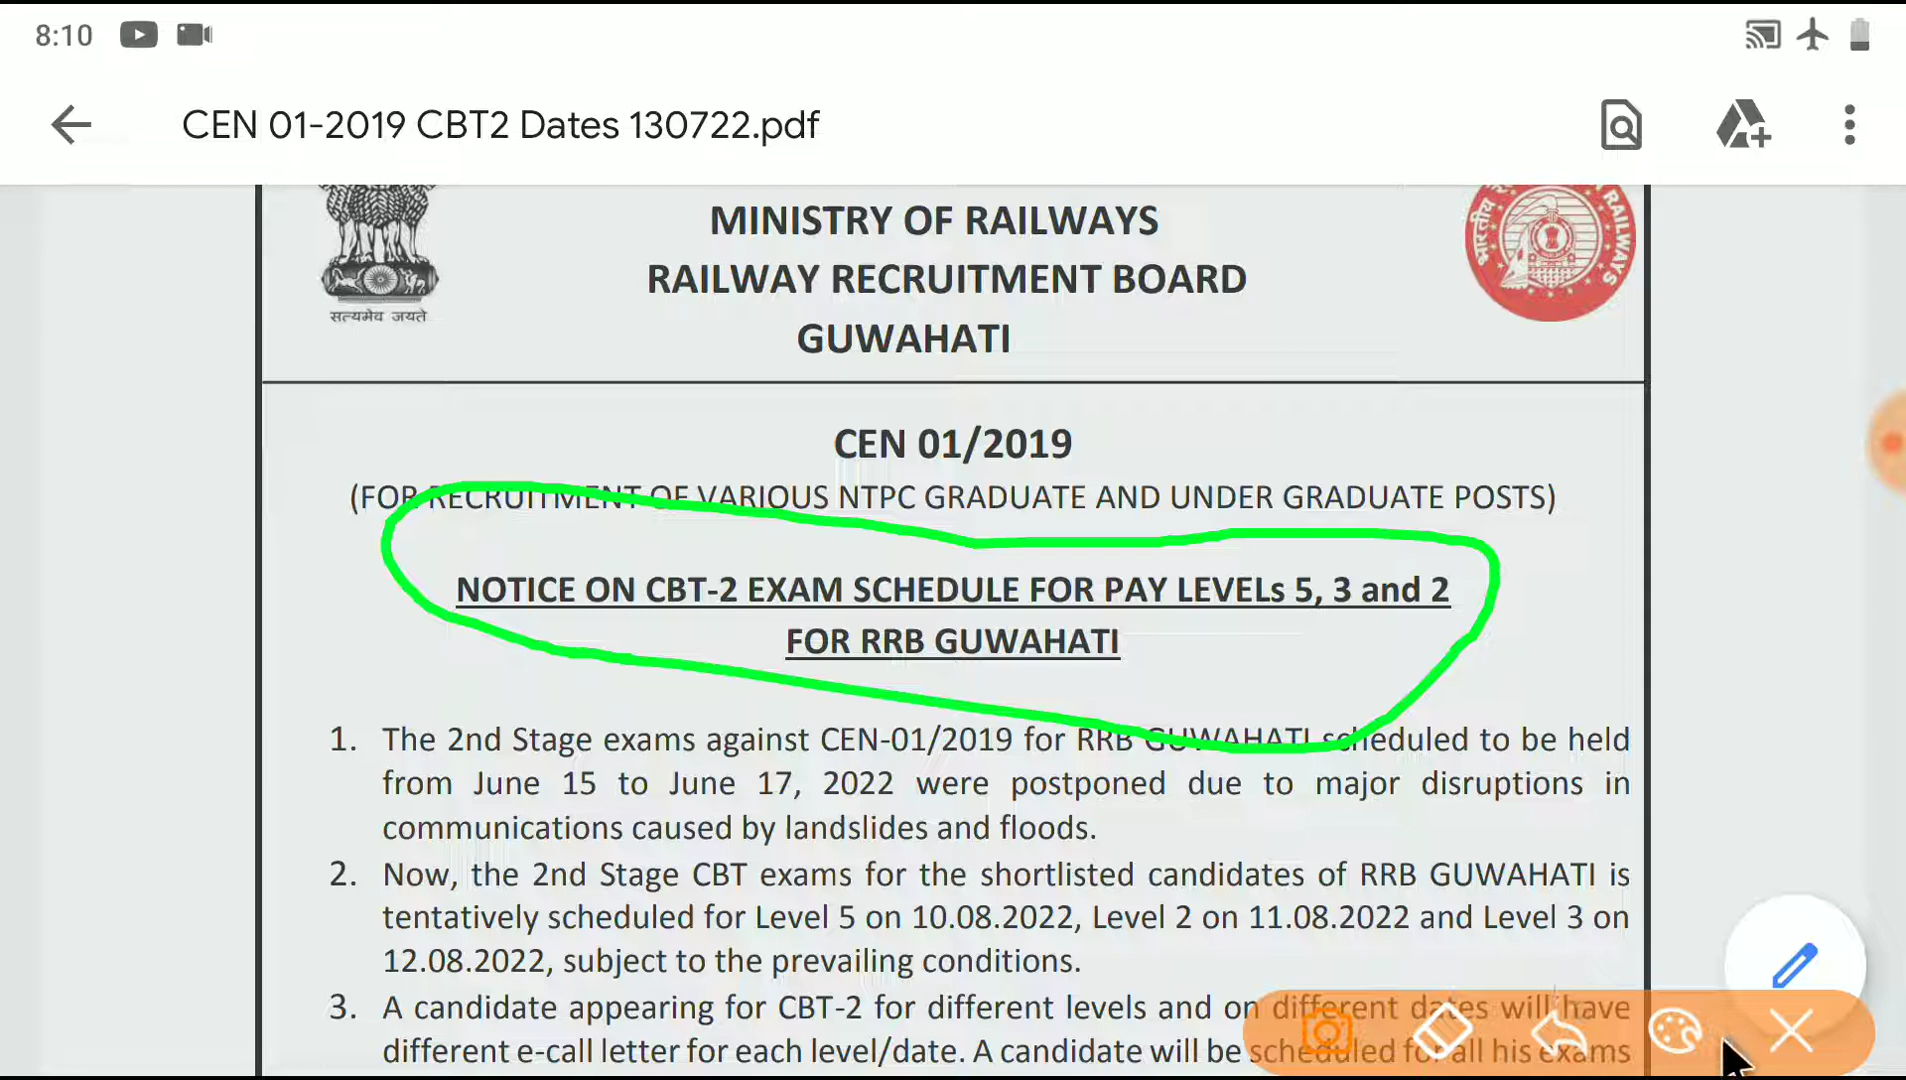 8:10
CEN 01-2019 CBT2 Dates 130722.pdf
MINISTRY OF RAILWAYS
RAILWAY RECRUITMENT BOARD
GUWAHATI
सत्यमेव जयते
RAILWAYS
CEN 01/2019
(FOR RECRUITMENT OF VARIOUS NTPC GRADUATE AND UNDER GRADUATE POSTS)
NOTICE ON CBT-2 EXAM SCHEDULE FOR PAY LEVELs 5, 3 and 2
FOR RRB GUWAHATI
1. The 2nd Stage exams against CEN-01/2019 for RRB GUWAHATI scheduled to be held
from June 15 to June 17, 2022 were postponed due to major disruptions in
communications caused by landslides and floods.
2. Now, the 2nd Stage CBT exams for the shortlisted candidates of RRB GUWAHATI is
tentatively scheduled for Level 5 on 10.08.2022, Level 2 on 11.08.2022 and Level 3 on
12.08.2022, subject to the prevailing conditions.
3. A candidate appearing for CBT-2 for different levels and on different dates will have
different e-call letter for each level/date. A candidate will be scheduled for all his exams